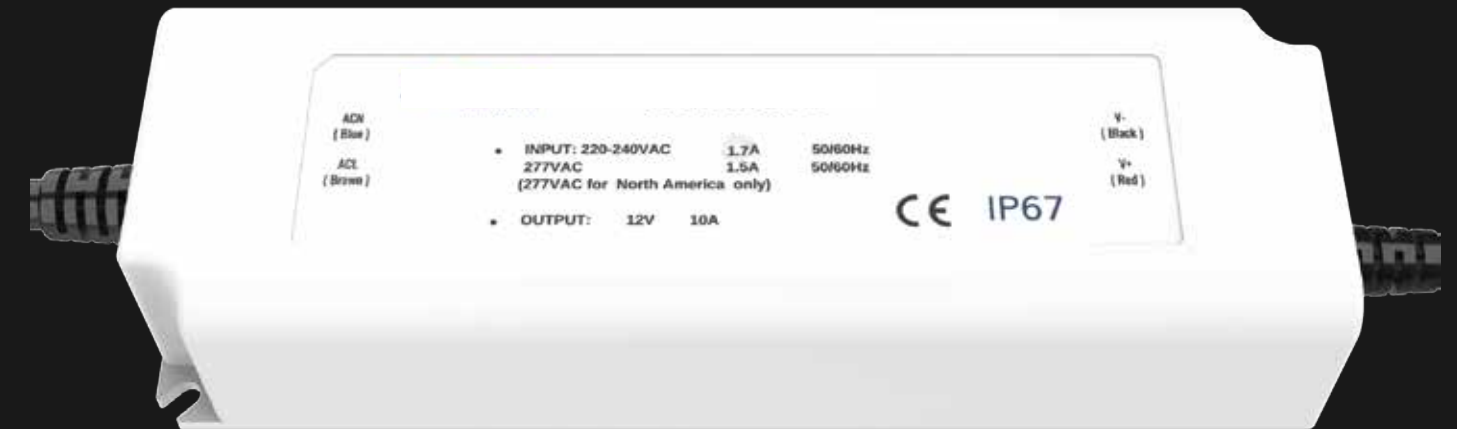 ACN
( Blue )
ACL
( Brown )
• INPUT: 220-240VAC 1.7A 50/60Hz
277VAC 1.5A 50/60Hz
(277VAC for North America only)
• OUTPUT: 12V 10A
CE IP67
V-
( Black )
V+
( Red )